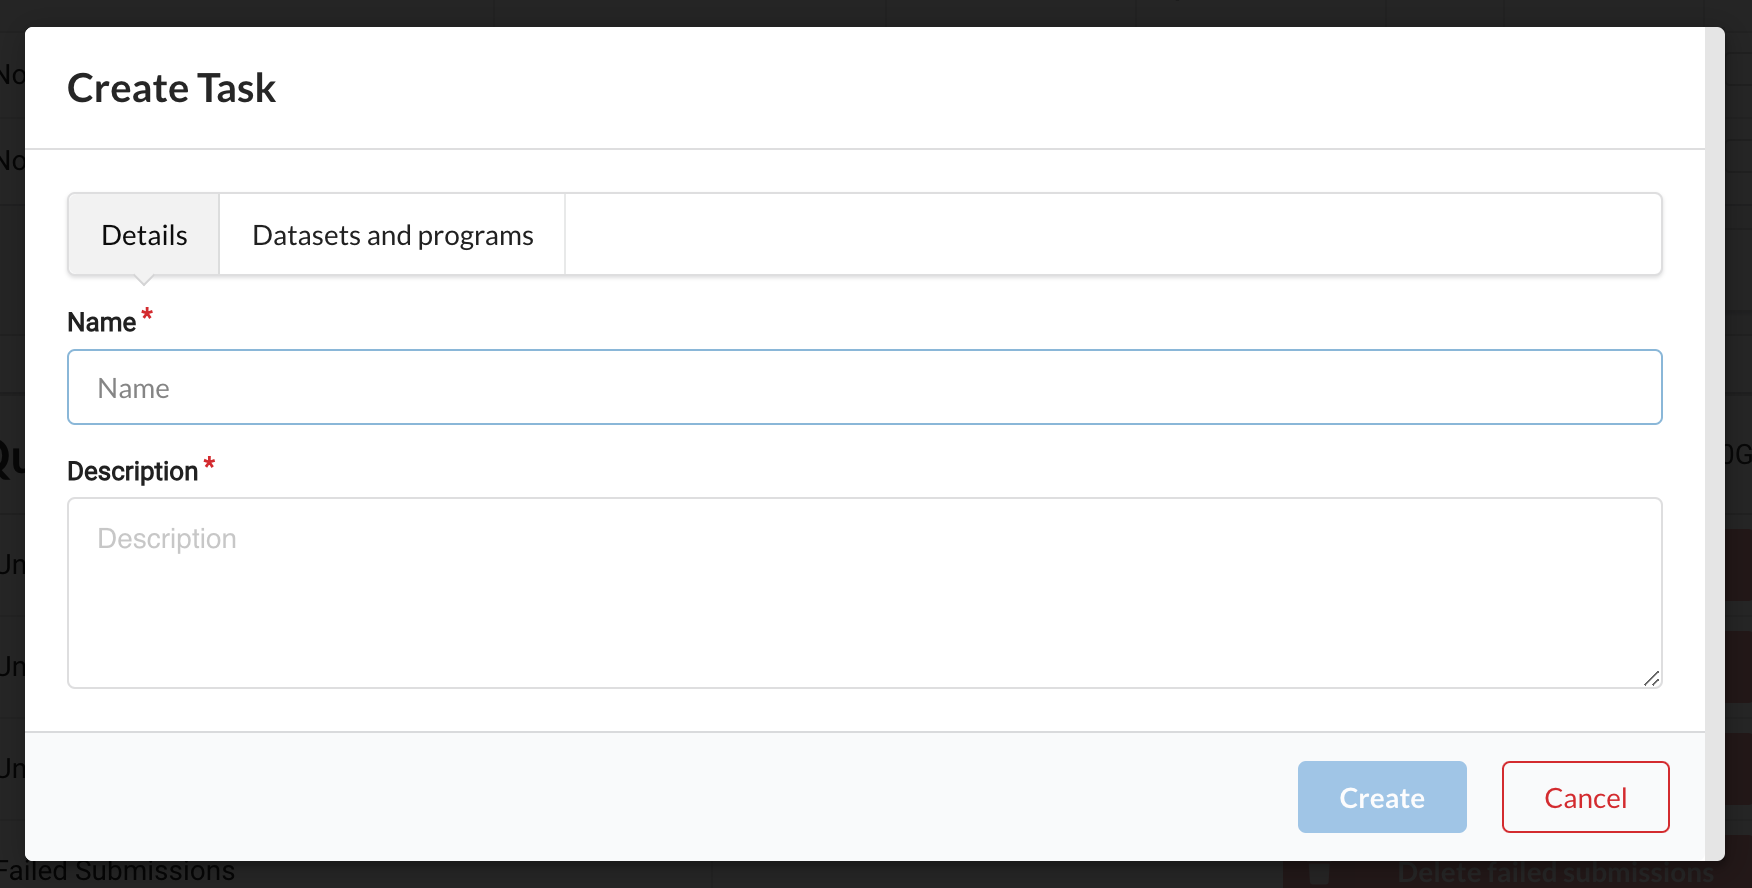 Create Task
Details
Datasets and programs
Name *
Name
Description *
Description
Create
Cancel
Failed Submissions
Delete failed submissions